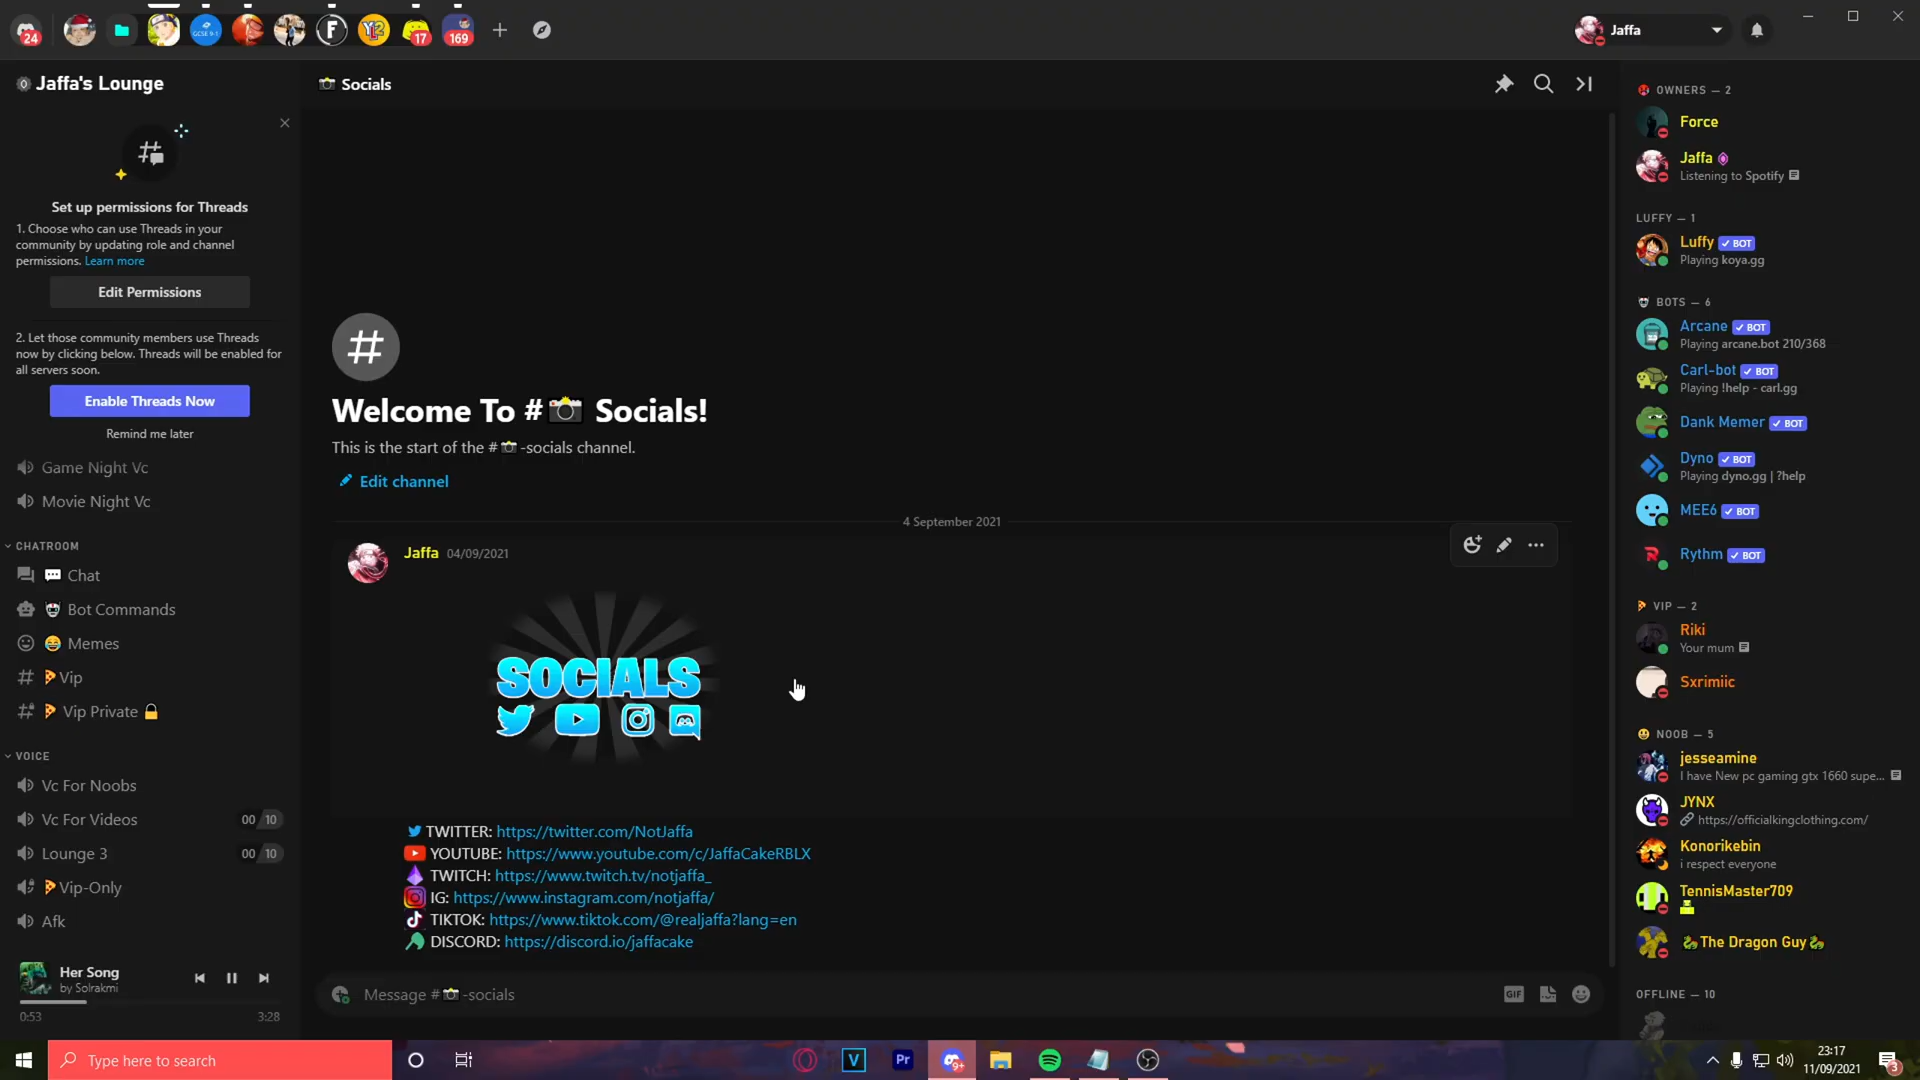 24
GCSE 9-1
F
Y2
17
169
Jaffa
Jaffa's Lounge
Set up permissions for Threads
1. Choose who can use Threads in your
community by updating role and channel
permissions. Learn more
Edit Permissions
2. Let those community members use Threads
now by clicking below. Threads will be enabled for
all servers soon.
Enable Threads Now
Remind me later
Game Night Vc
Movie Night Vc
CHATROOM
Chat
Bot Commands
Memes
Vip
Vip Private
VOICE
Vc For Noobs
Vc For Videos 00 / 10
Lounge 3 00 / 10
Vip-Only
Afk
Her Song
by Solrakmi
0:53 3:28
Socials
Welcome To # Socials!
This is the start of the # -socials channel.
Edit channel
4 September 2021
Jaffa 04/09/2021
SOCIALS
TWITTER: https://twitter.com/NotJaffa
YOUTUBE: https://www.youtube.com/c/JaffaCakeRBLX
TWITCH: https://www.twitch.tv/notjaffa_
IG: https://www.instagram.com/notjaffa/
TIKTOK: https://www.tiktok.com/@realjaffa?lang=en
DISCORD: https://discord.io/jaffacake
Message # -socials
GIF
OWNERS — 2
Force
Jaffa
Listening to Spotify
LUFFY — 1
Luffy ✓ BOT
Playing koya.gg
BOTS — 6
Arcane ✓ BOT
Playing arcane.bot 210/368
Carl-bot ✓ BOT
Playing !help - carl.gg
Dank Memer ✓ BOT
Dyno ✓ BOT
Playing dyno.gg | ?help
MEE6 ✓ BOT
Rythm ✓ BOT
VIP — 2
Riki
Your mum
Sxrimiic
NOOB — 5
jesseamine
I have New pc gaming gtx 1660 supe...
JYNX
https://officialkingclothing.com/
Konorikebin
i respect everyone
TennisMaster709
The Dragon Guy
OFFLINE — 10
Type here to search
V
Pr
9+
23:17
11/09/2021
3